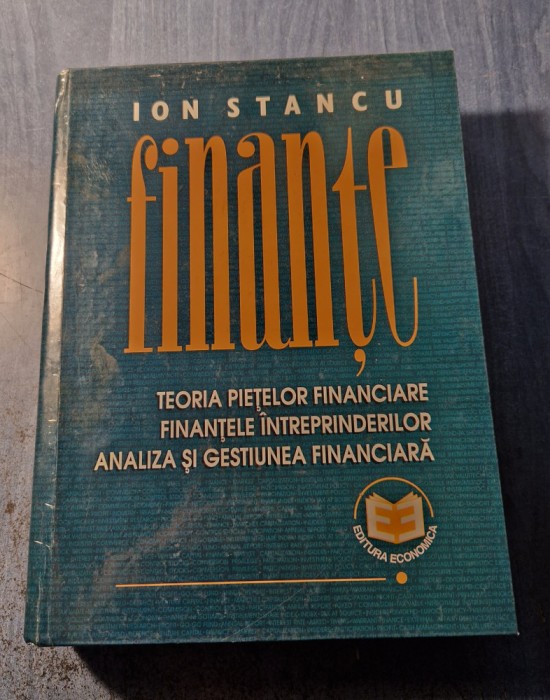 ION STANCU
finanțe
TEORIA PIEȚELOR FINANCIARE
FINANȚELE ÎNTREPRINDERILOR
ANALIZA ȘI GESTIUNEA FINANCIARĂ
EDITURA ECONOMICĂ